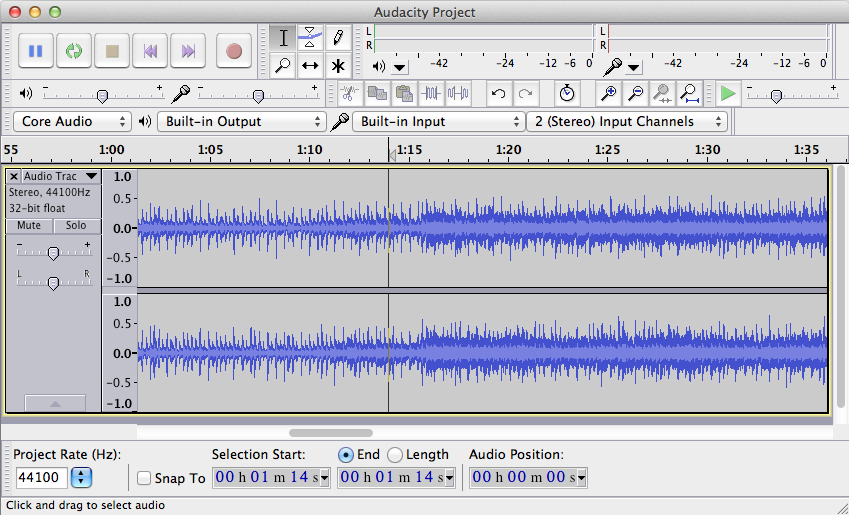 Audacity Project
L
R
-42 -24 -12 -6 0
L
R
-42 -24 -12 -6 0
- +
- +
- +
Core Audio
Built-in Output
Built-in Input
2 (Stereo) Input Channels
55 1:00 1:05 1:10 1:15 1:20 1:25 1:30 1:35
Audio Trac
Stereo, 44100Hz
32-bit float
Mute Solo
- +
L R
1.0
0.5
0.0
-0.5
-1.0
1.0
0.5
0.0
-0.5
-1.0
Project Rate (Hz):
44100
Snap To
Selection Start:
00 h 01 m 14 s
End Length
00 h 01 m 14 s
Audio Position:
00 h 00 m 00 s
Click and drag to select audio